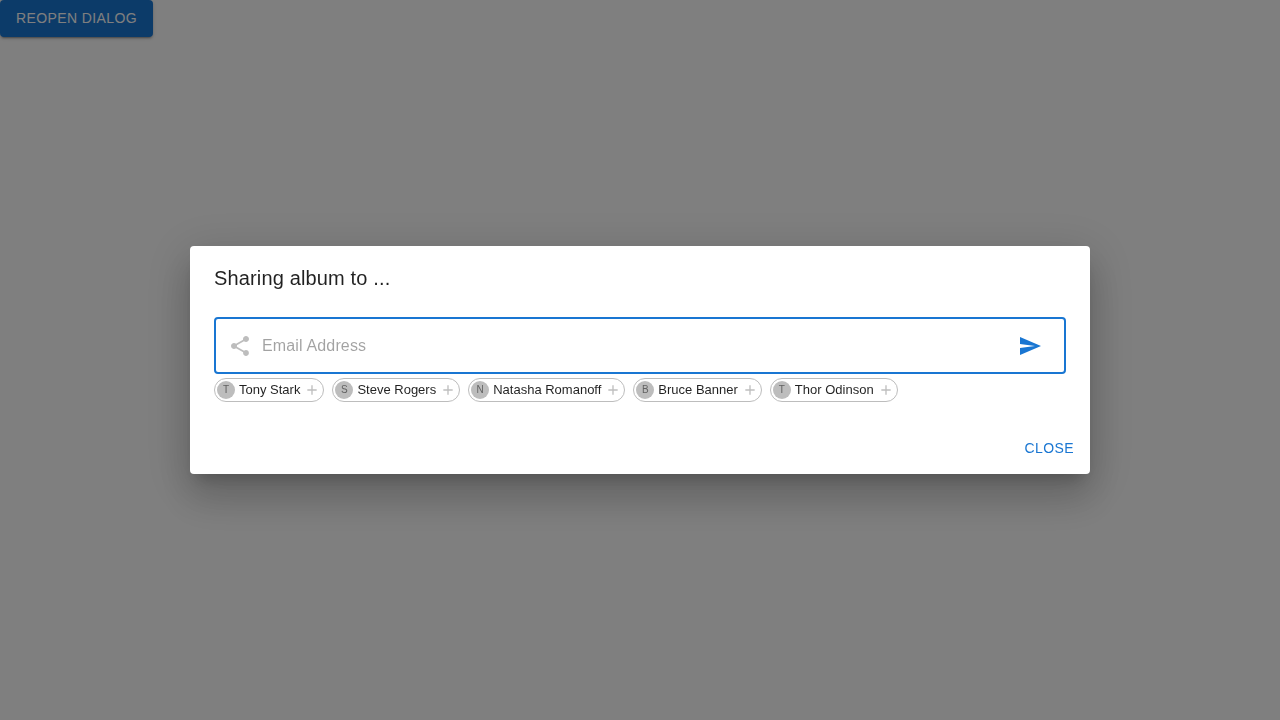 REOPEN DIALOG
Sharing album to ...
Email Address
T Tony Stark S Steve Rogers N Natasha Romanoff B Bruce Banner T Thor Odinson
CLOSE